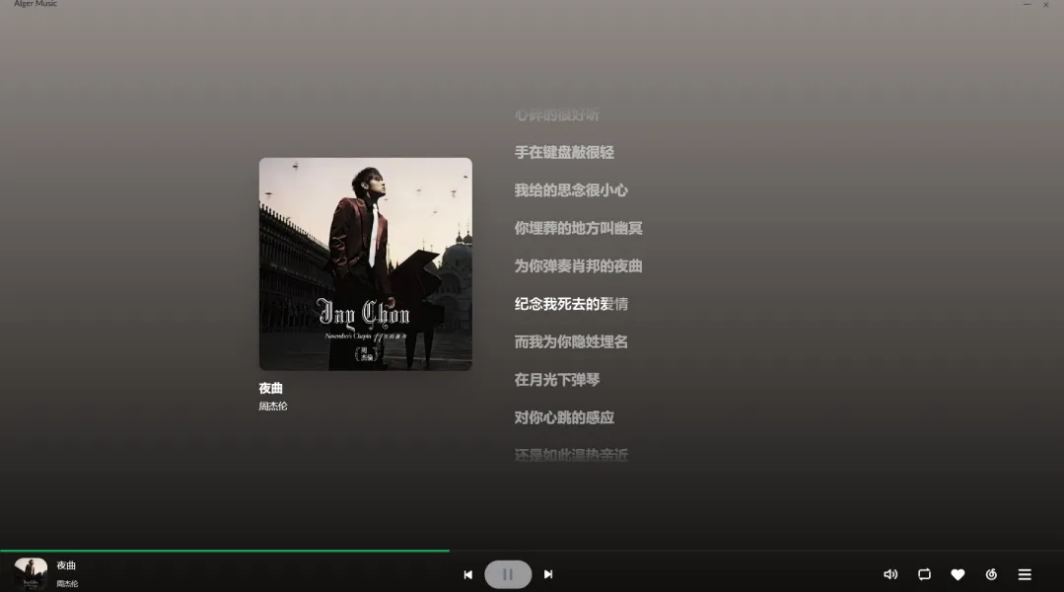 Alger Music
心碎的很好听
手在键盘敲很轻
我给的思念很小心
你埋葬的地方叫幽冥
为你弹奏肖邦的夜曲
纪念我死去的爱情
而我为你隐姓埋名
在月光下弹琴
对你心跳的感应
还是如此温热亲近
Jay Chou
November's Chopin
周
杰倫
夜曲
周杰伦
夜曲
周杰伦